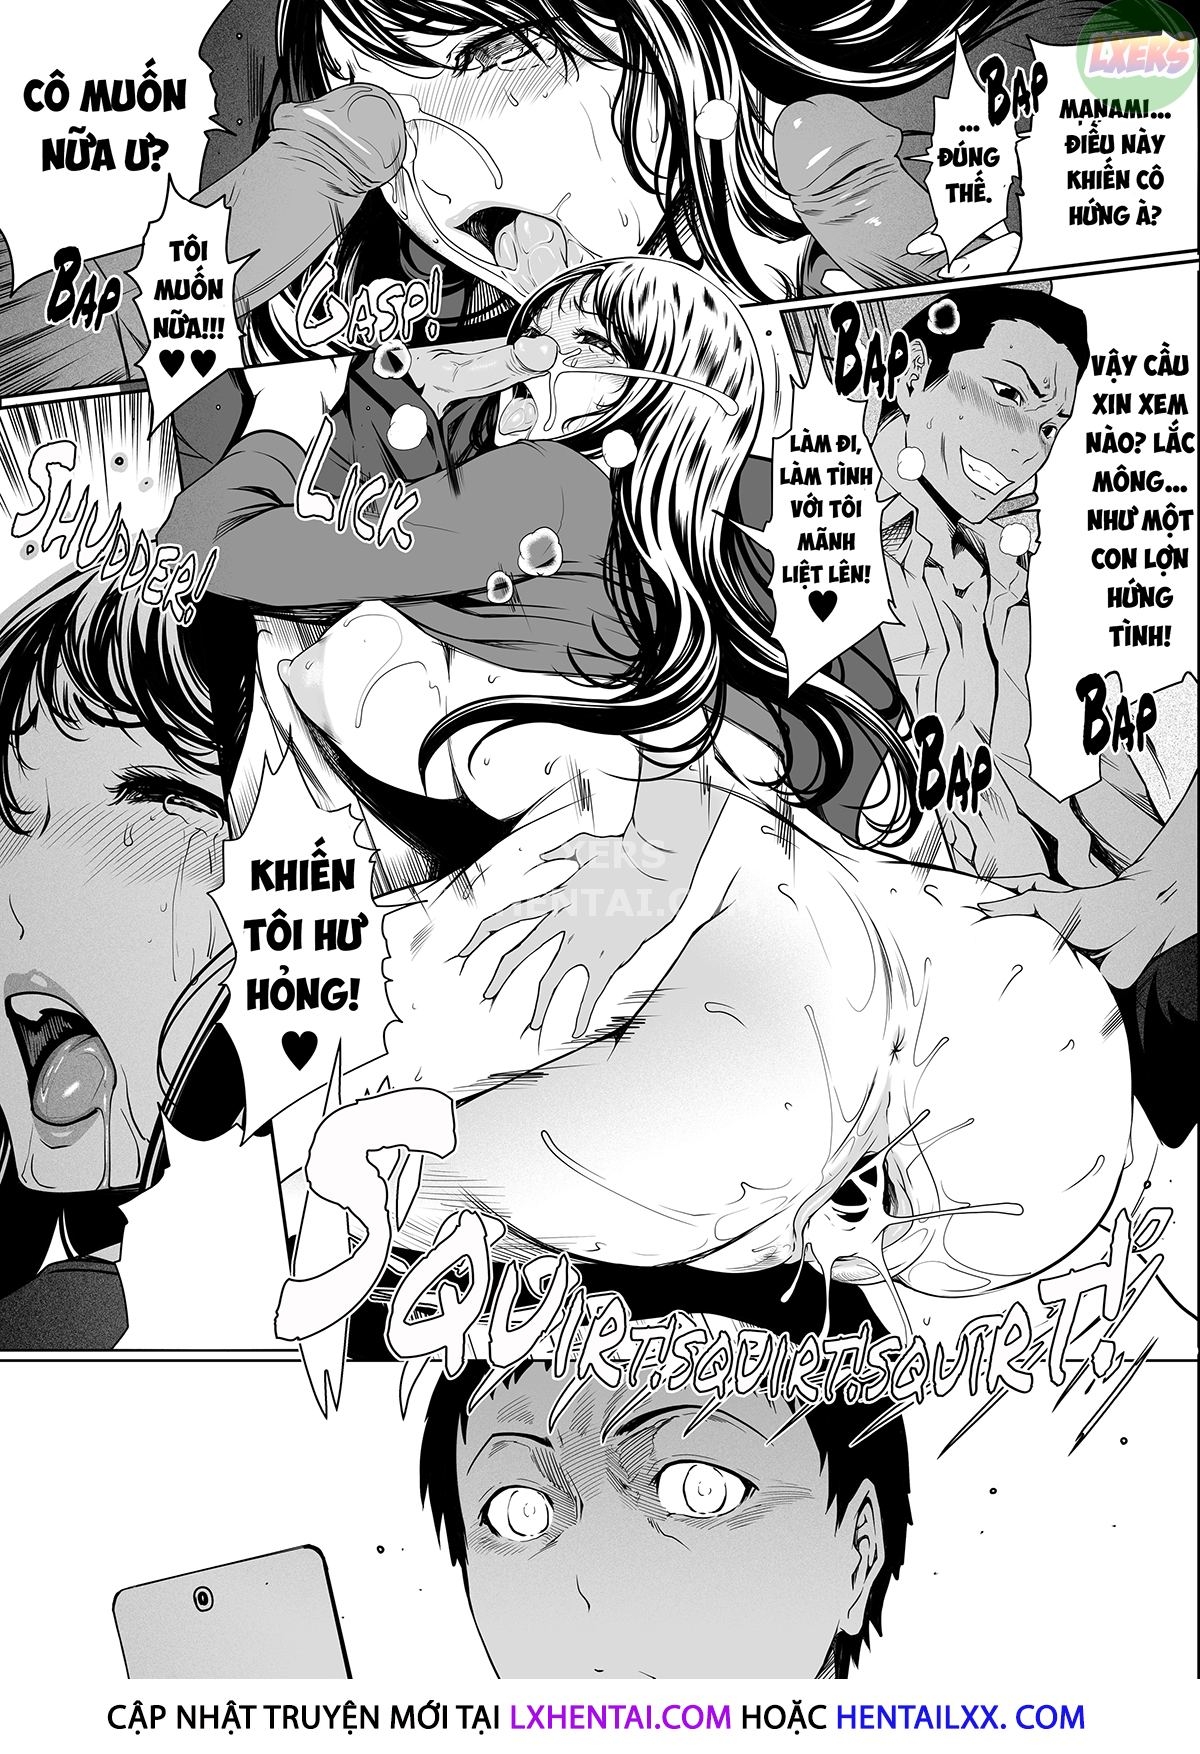 LXERS
MANAMI...
ĐIỀU NÀY
KHIẾN CÔ
HỨNG À?
BAP
...
ĐÚNG
THẾ.
CÔ MUỐN
NỮA Ư?
TÔI
MUỐN
NỮA!!!
♥ ♥
BAP
GASP!
VẬY CẦU
XIN XEM
NÀO? LẮC
MÔNG...
NHƯ MỘT
CON LỢN
HỨNG
TÌNH!
BAP
LÀM ĐI,
LÀM TÌNH
VỚI TÔI
MÃNH
LIỆT LÊN!
♥
BAP
BAP
LICK
SHUDDER!
KHIẾN
TÔI HƯ
HỎNG!
♥
SQUIRT! SQUIRT! SQUIRT!
CẬP NHẬT TRUYỆN MỚI TẠI LXHENTAI.COM HOẶC HENTAILXX. COM